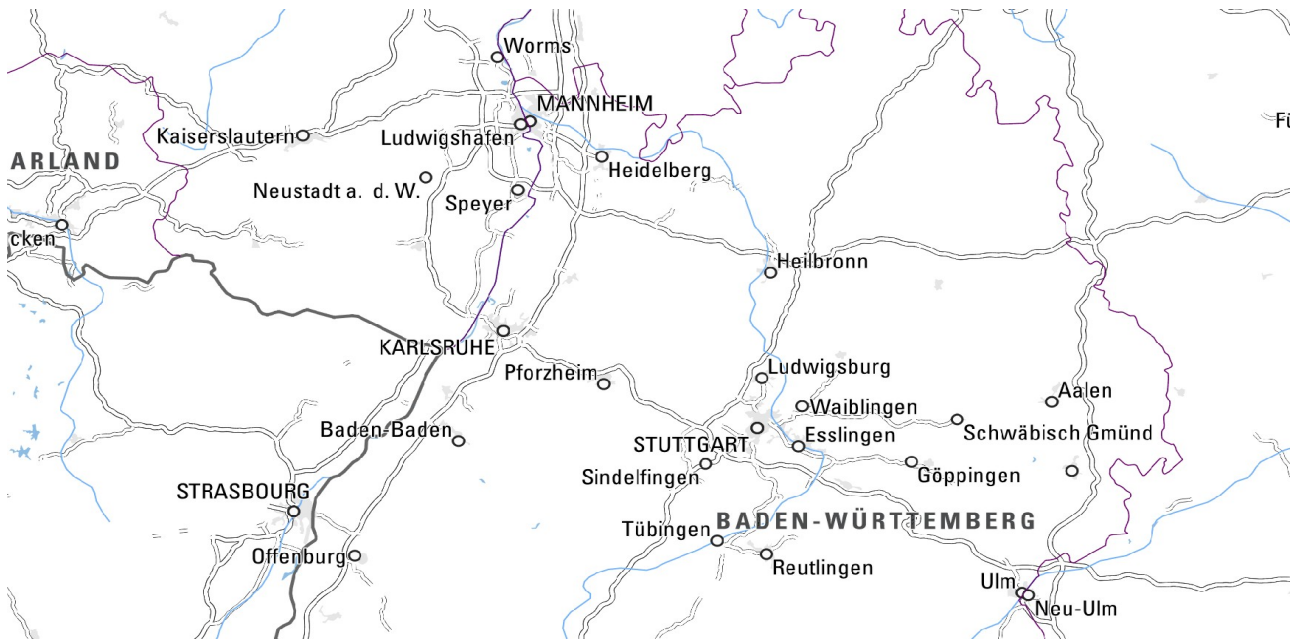 Worms
MANNHEIM
Kaiserslautern
Ludwigshafen
Fü
ARLAND
Heidelberg
Neustadt a. d. W.
Speyer
cken
Heilbronn
KARLSRUHE
Pforzheim
Ludwigsburg
Aalen
Waiblingen
Baden-Baden
Schwäbisch Gmünd
Esslingen
STUTTGART
Sindelfingen
Göppingen
STRASBOURG
BADEN-WÜRTTEMBERG
Tübingen
Offenburg
Reutlingen
Ulm
Neu-Ulm